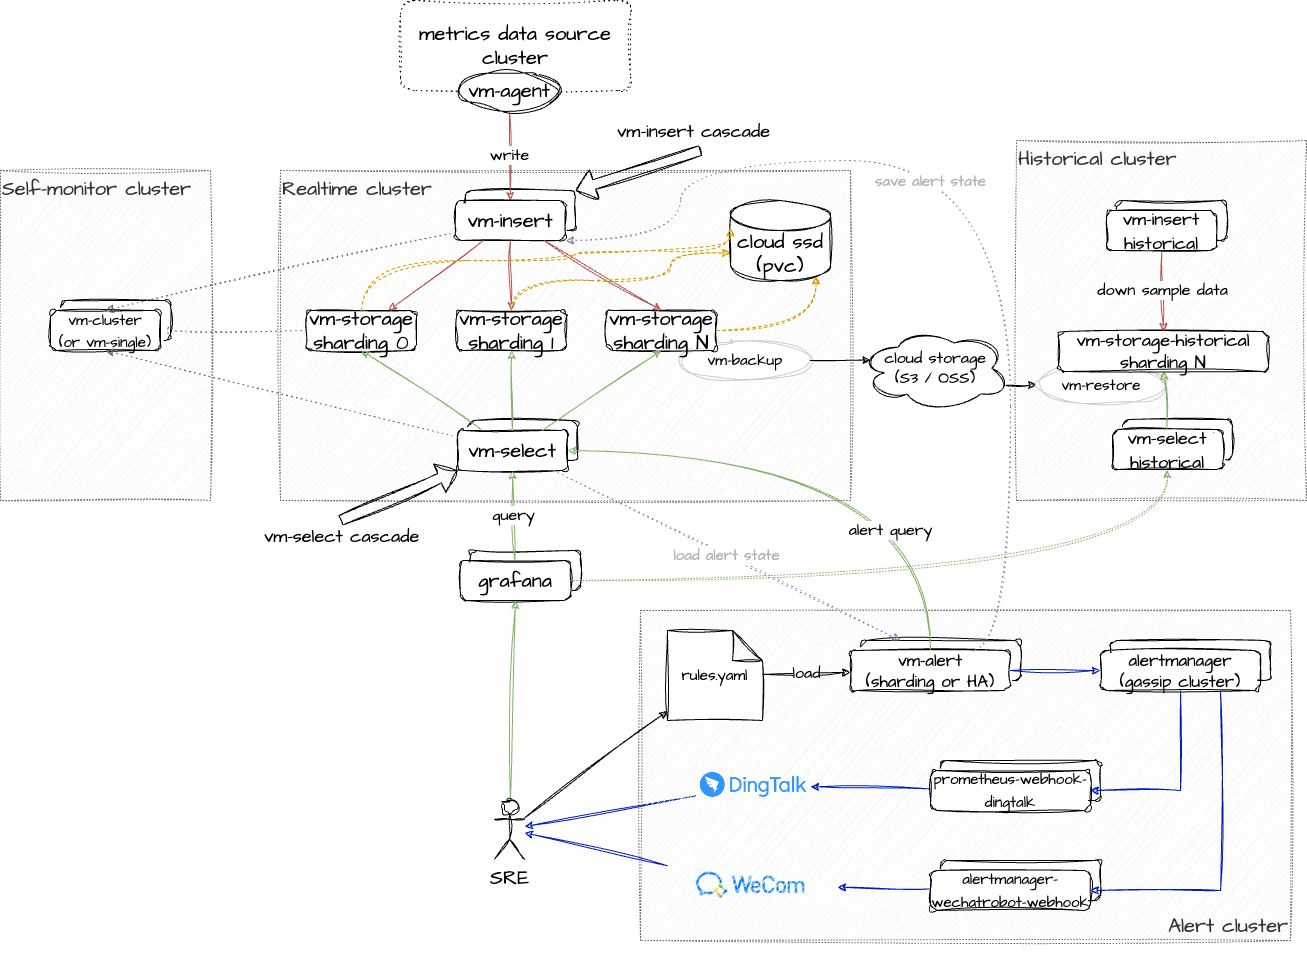 metrics data source
cluster
vm-agent
write
vm-insert cascade
Self-monitor cluster
Realtime cluster
Historical cluster
save alert state
vm-insert
cloud ssd
(pvc)
vm-insert
historical
down sample data
vm-cluster
(or vm-single)
vm-storage
sharding 0
vm-storage
sharding 1
vm-storage
sharding N
vm-backup
cloud storage
(S3 / OSS)
vm-storage-historical
sharding N
vm-restore
vm-select
vm-select
historical
vm-select cascade
query
alert query
load alert state
grafana
rules.yaml
load
vm-alert
(sharding or HA)
alertmanager
(gossip cluster)
DingTalk
prometheus-webhook-
dingtalk
SRE
WeCom
alertmanager-
wechatrobot-webhook
Alert cluster